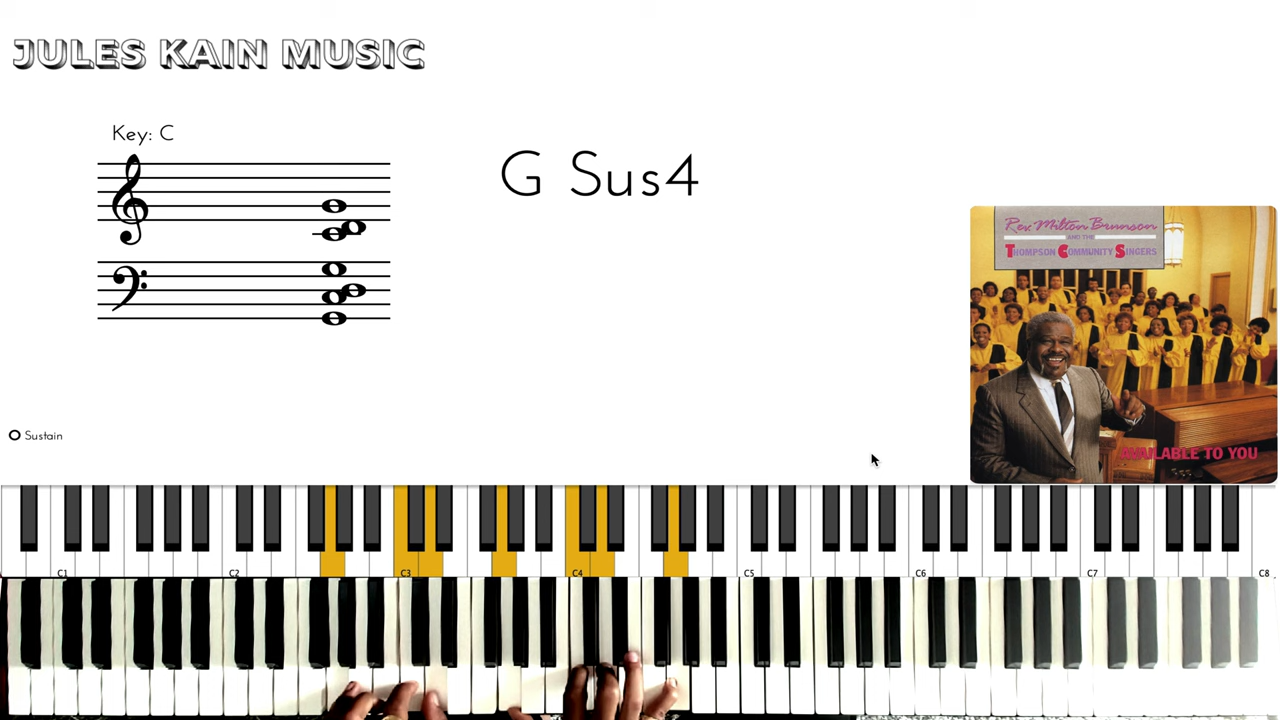 JULES KAIN MUSIC
Key: C
G Sus4
Rev. Milton Brunson
AND THE
THOMPSON COMMUNITY SINGERS
AVAILABLE TO YOU
Sustain
C1 C2 C3 C4 C5 C6 C7 C8